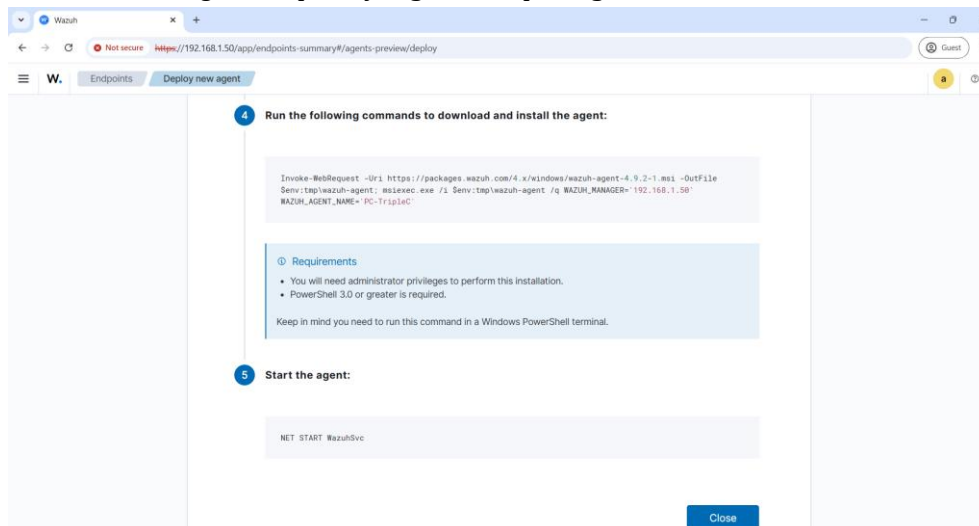 Wazuh
Not secure https://192.168.1.50/app/endpoints-summary#/agents-preview/deploy
Guest
W. Endpoints Deploy new agent
a
4 Run the following commands to download and install the agent:
Invoke-WebRequest -Uri https://packages.wazuh.com/4.x/windows/wazuh-agent-4.9.2-1.msi -OutFile
$env:tmp\wazuh-agent; msiexec.exe /i $env:tmp\wazuh-agent /q WAZUH_MANAGER='192.168.1.50'
WAZUH_AGENT_NAME='PC-TripleC'
Requirements
• You will need administrator privileges to perform this installation.
• PowerShell 3.0 or greater is required.
Keep in mind you need to run this command in a Windows PowerShell terminal.
5 Start the agent:
NET START WazuhSvc
Close